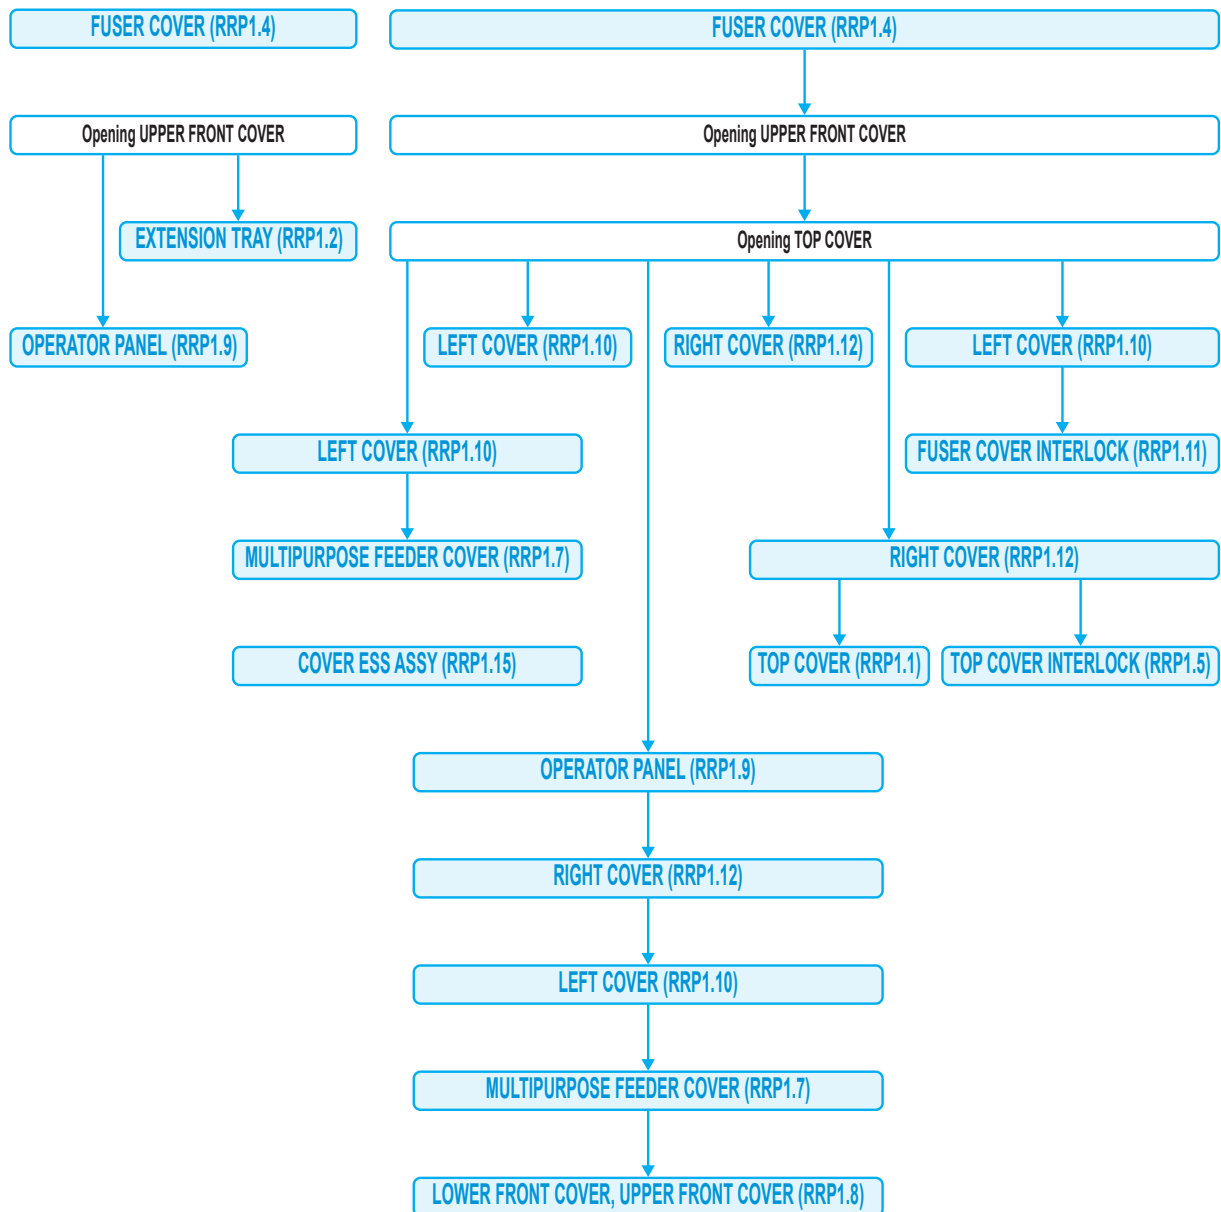 FUSER COVER (RRP1.4)
FUSER COVER (RRP1.4)
Opening UPPER FRONT COVER
Opening UPPER FRONT COVER
EXTENSION TRAY (RRP1.2)
Opening TOP COVER
OPERATOR PANEL (RRP1.9)
LEFT COVER (RRP1.10)
RIGHT COVER (RRP1.12)
LEFT COVER (RRP1.10)
LEFT COVER (RRP1.10)
FUSER COVER INTERLOCK (RRP1.11)
MULTIPURPOSE FEEDER COVER (RRP1.7)
RIGHT COVER (RRP1.12)
COVER ESS ASSY (RRP1.15)
TOP COVER (RRP1.1)
TOP COVER INTERLOCK (RRP1.5)
OPERATOR PANEL (RRP1.9)
RIGHT COVER (RRP1.12)
LEFT COVER (RRP1.10)
MULTIPURPOSE FEEDER COVER (RRP1.7)
LOWER FRONT COVER, UPPER FRONT COVER (RRP1.8)